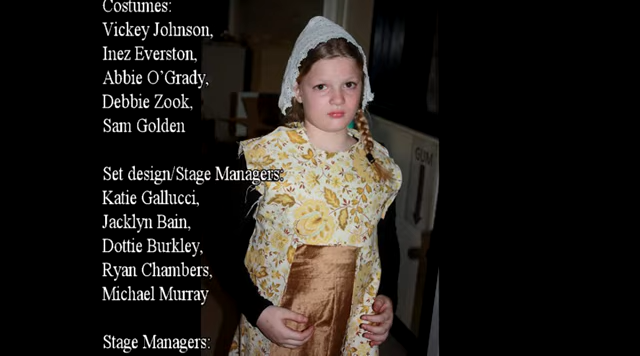 Costumes:
Vickey Johnson,
Inez Everston,
Abbie O'Grady,
Debbie Zook,
Sam Golden
Set design/Stage Managers:
Katie Gallucci,
Jacklyn Bain,
Dottie Burkley,
Ryan Chambers,
Michael Murray
Stage Managers:
GUM